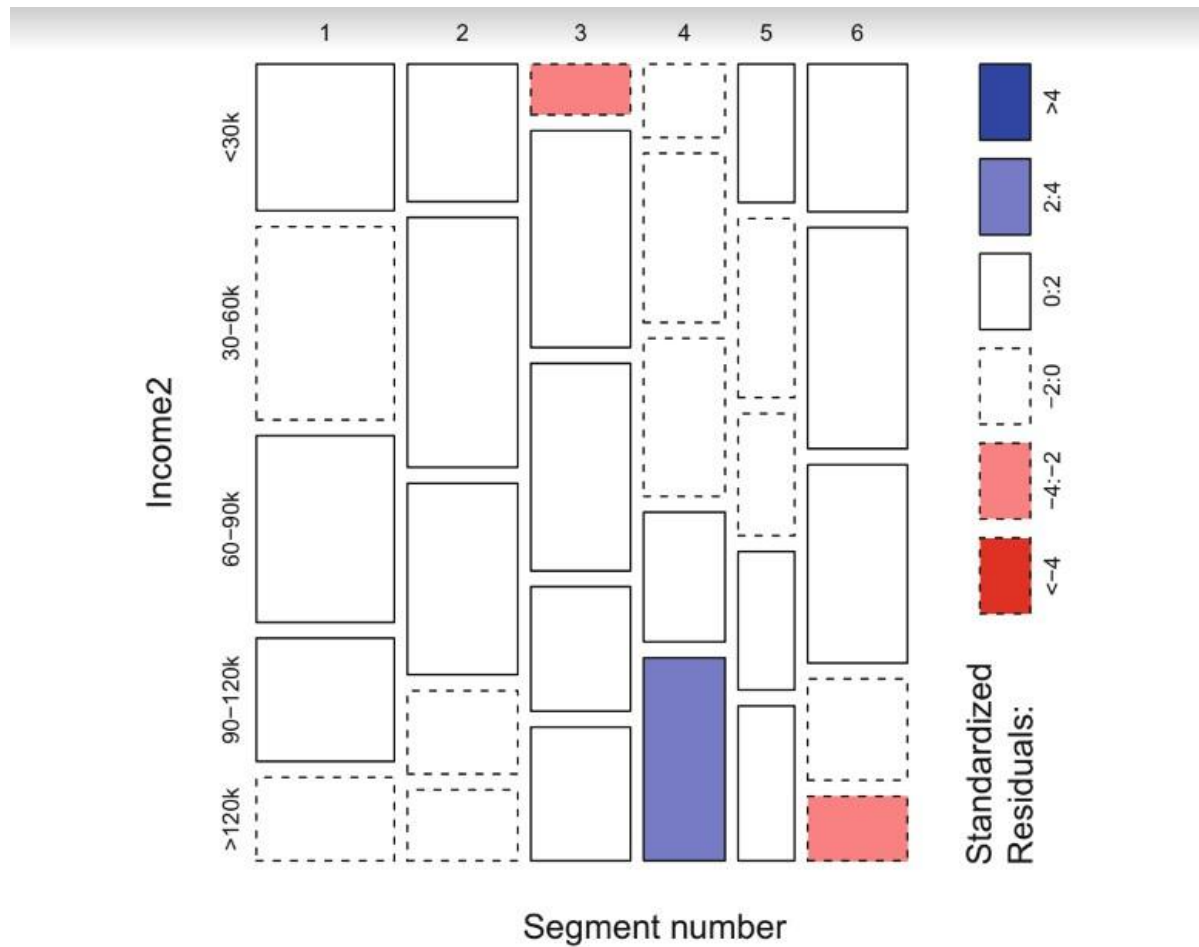 1 2 3 4 5 6
Income2
<30k
30−60k
60−90k
90−120k
>120k
Segment number
Standardized
Residuals:
<−4
−4:−2
−2:0
0:2
2:4
>4